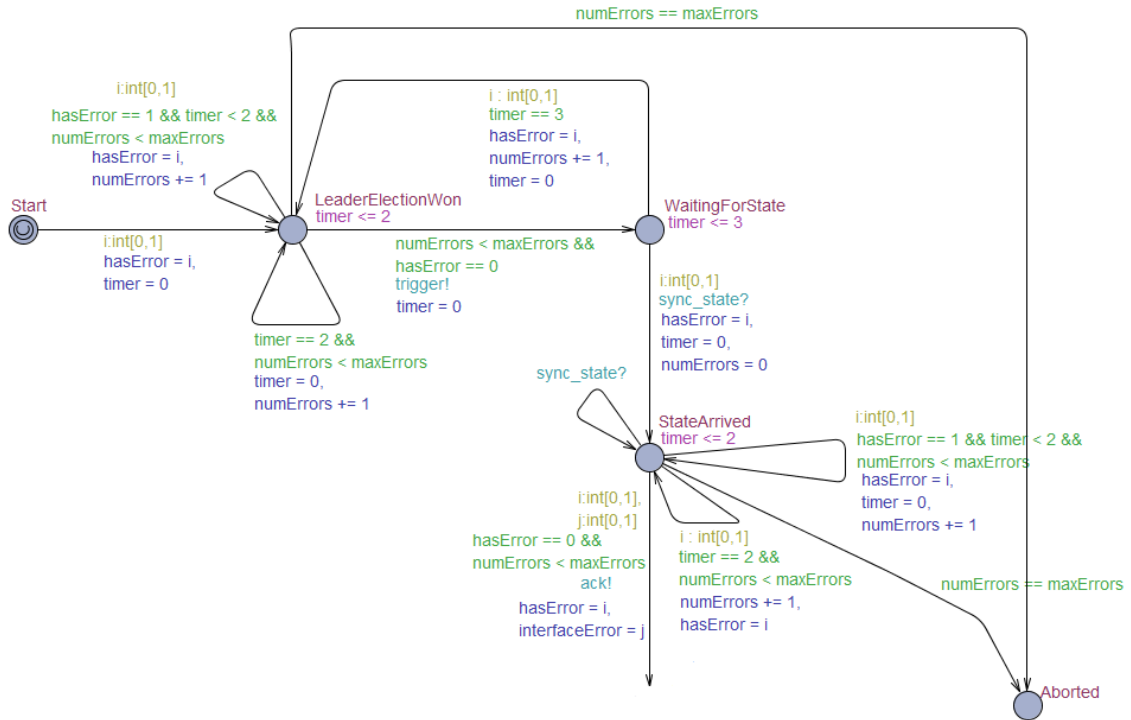 numErrors == maxErrors
i:int[0,1]
hasError == 1 && timer < 2 &&
numErrors < maxErrors
hasError = i,
numErrors += 1
i : int[0,1]
timer == 3
hasError = i,
numErrors += 1,
timer = 0
Start
LeaderElectionWon
timer <= 2
WaitingForState
timer <= 3
i:int[0,1]
hasError = i,
timer = 0
numErrors < maxErrors &&
hasError == 0
trigger!
timer = 0
i:int[0,1]
sync_state?
hasError = i,
timer = 0,
numErrors = 0
timer == 2 &&
numErrors < maxErrors
timer = 0,
numErrors += 1
sync_state?
StateArrived
timer <= 2
i:int[0,1]
hasError == 1 && timer < 2 &&
numErrors < maxErrors
hasError = i,
timer = 0,
numErrors += 1
i:int[0,1],
j:int[0,1]
hasError == 0 &&
numErrors < maxErrors
ack!
hasError = i,
interfaceError = j
i : int[0,1]
timer == 2 &&
numErrors < maxErrors
numErrors += 1,
hasError = i
numErrors == maxErrors
Aborted